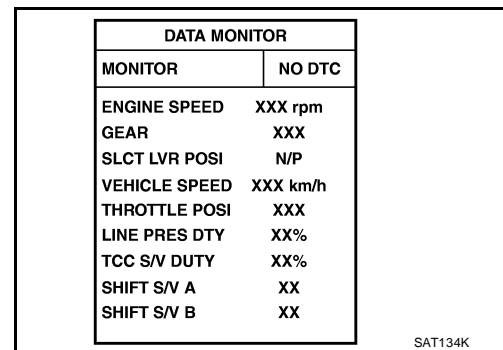 DATA MONITOR
MONITOR NO DTC
ENGINE SPEED XXX rpm
GEAR XXX
SLCT LVR POSI N/P
VEHICLE SPEED XXX km/h
THROTTLE POSI XXX
LINE PRES DTY XX%
TCC S/V DUTY XX%
SHIFT S/V A XX
SHIFT S/V B XX
SAT134K